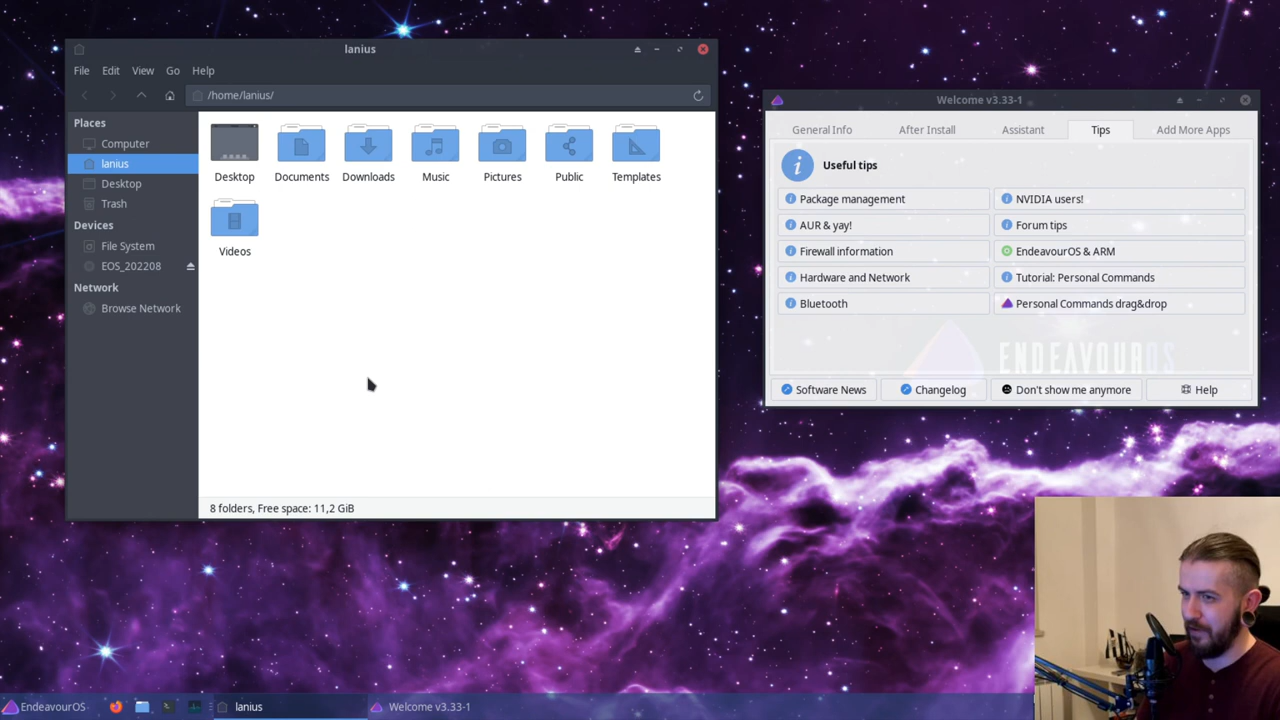 lanius
File Edit View Go Help
/home/lanius/
Places
Computer
lanius
Desktop
Trash
Devices
File System
EOS_202208
Network
Browse Network
Desktop
Documents
Downloads
Music
Pictures
Public
Templates
Videos
8 folders, Free space: 11,2 GiB
Welcome v3.33-1
General Info
After Install
Assistant
Tips
Add More Apps
Useful tips
Package management
NVIDIA users!
AUR & yay!
Forum tips
Firewall information
EndeavourOS & ARM
Hardware and Network
Tutorial: Personal Commands
Bluetooth
Personal Commands drag&drop
ENDEAVOUROS
Software News
Changelog
Don't show me anymore
Help
EndeavourOS
lanius
Welcome v3.33-1